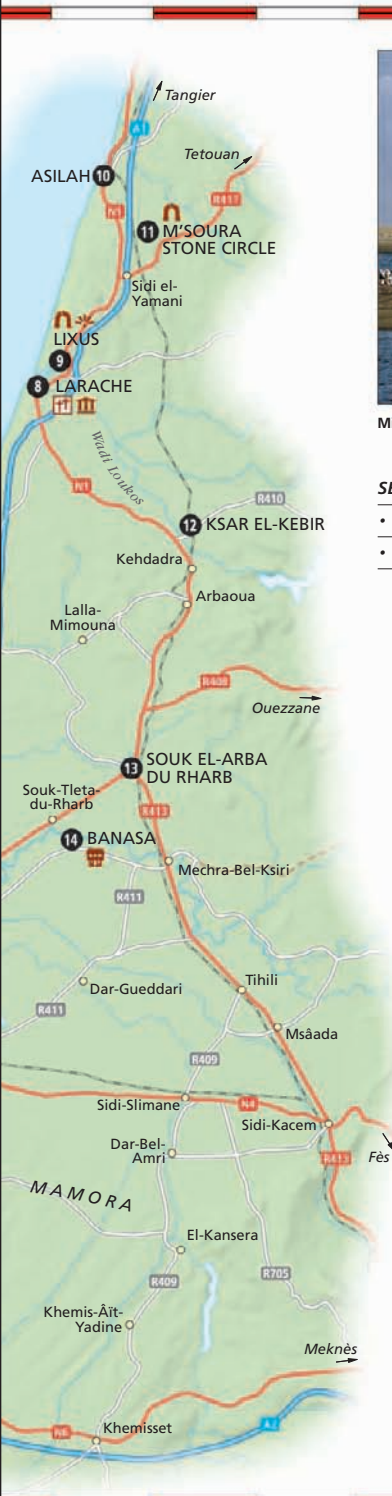 Tangier
A1
Tetouan
ASILAH 10
R417
N1
11 M'SOURA
STONE CIRCLE
Sidi el-
Yamani
LIXUS
9
8 LARACHE
Wadi Loukos
N1
R410
12 KSAR EL-KEBIR
Kehdadra
Arbaoua
Lalla-
Mimouna
R408
Ouezzane
13 SOUK EL-ARBA
DU RHARB
Souk-Tleta-
du-Rharb
R413
14 BANASA
Mechra-Bel-Ksiri
R411
Tihili
Dar-Gueddari
R411
Msâada
R409
Sidi-Slimane
N4
Sidi-Kacem
Dar-Bel-
Amri
R413
Fès
MAMORA
El-Kansera
R409
R705
Khemis-Âït-
Yadine
Meknès
Khemisset
N6
A2